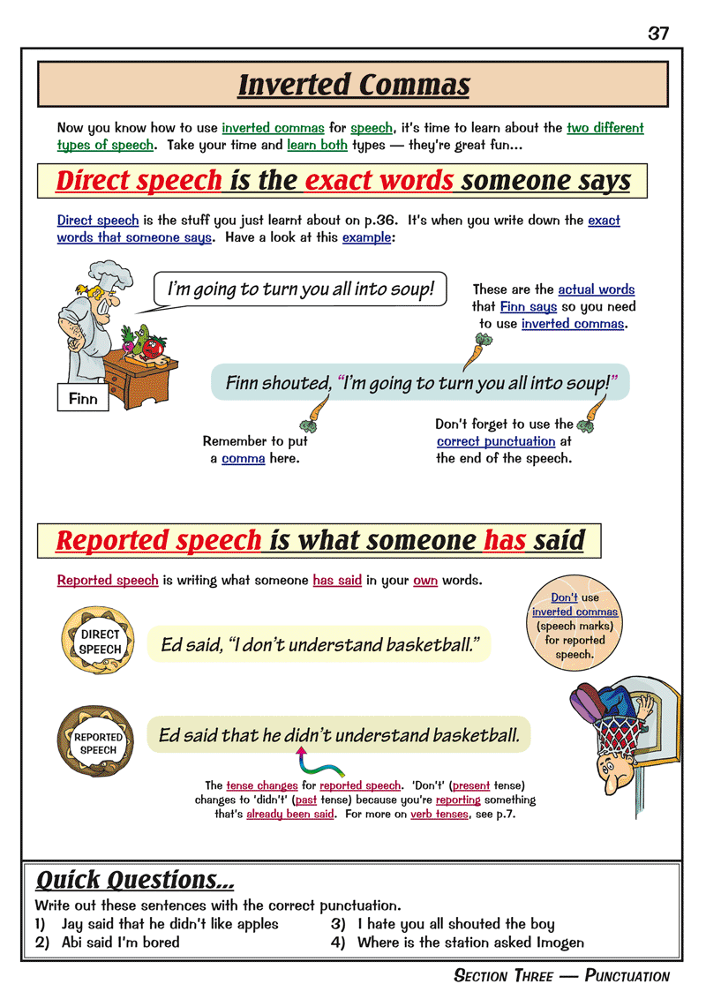 37
Inverted Commas
Now you know how to use inverted commas for speech, it's time to learn about the two different
types of speech. Take your time and learn both types — they're great fun...
Direct speech is the exact words someone says
Direct speech is the stuff you just learnt about on p.36. It's when you write down the exact
words that someone says. Have a look at this example:
I'm going to turn you all into soup!
Finn
These are the actual words
that Finn says so you need
to use inverted commas.
Finn shouted, “I'm going to turn you all into soup!”
Remember to put
a comma here.
Don't forget to use the
correct punctuation at
the end of the speech.
Reported speech is what someone has said
Reported speech is writing what someone has said in your own words.
Don't use
inverted commas
(speech marks)
for reported
speech.
DIRECT
SPEECH
Ed said, “I don't understand basketball.”
REPORTED
SPEECH
Ed said that he didn't understand basketball.
The tense changes for reported speech. ‘Don't’ (present tense)
changes to ‘didn't’ (past tense) because you're reporting something
that's already been said. For more on verb tenses, see p.7.
Quick Questions...
Write out these sentences with the correct punctuation.
1) Jay said that he didn't like apples
2) Abi said I'm bored
3) I hate you all shouted the boy
4) Where is the station asked Imogen
Section Three — Punctuation